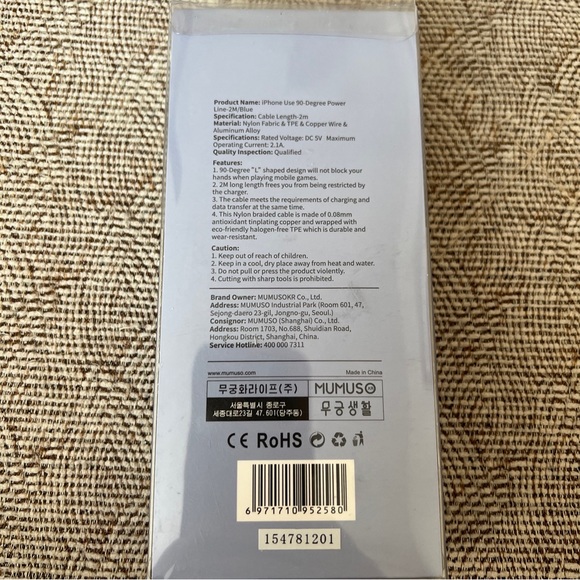 Product Name: iPhone Use 90-Degree Power
Line-2M/Blue
Specification: Cable Length-2m
Material: Nylon Fabric & TPE & Copper Wire &
Aluminum Alloy
Specifications: Rated Voltage: DC 5V Maximum
Operating Current: 2.1A.
Quality Inspection: Qualified
Features:
1. 90-Degree "L" shaped design will not block your
hands when playing mobile games.
2. 2M long length frees you from being restricted by
the charger.
3. The cable meets the requirements of charging and
data transfer at the same time.
4. This Nylon braided cable is made of 0.08mm
antioxidant tinplating copper and wrapped with
eco-friendly halogen-free TPE which is durable and
wear-resistant.
Caution:
1. Keep out of reach of children.
2. Keep in a cool, dry place away from heat and water.
3. Do not pull or press the product violently.
4. Cutting with sharp tools is prohibited.
Brand Owner: MUMUSOKR Co., Ltd.
Address: MUMUSO Industrial Park (Room 601, 47,
Sejong-daero 23-gil, Jongno-gu, Seoul.)
Consignor: MUMUSO (Shanghai) Co., Ltd.
Address: Room 1703, No.688, Shuidian Road,
Hongkou District, Shanghai, China.
Service Hotline: 400 000 7311
www.mumuso.com Made in China
무궁화라이프(주) MUMUSO
서울특별시 종로구
세종대로23길 47. 601(당주동) 무궁생활
CE RoHS
6 971710 952580
154781201